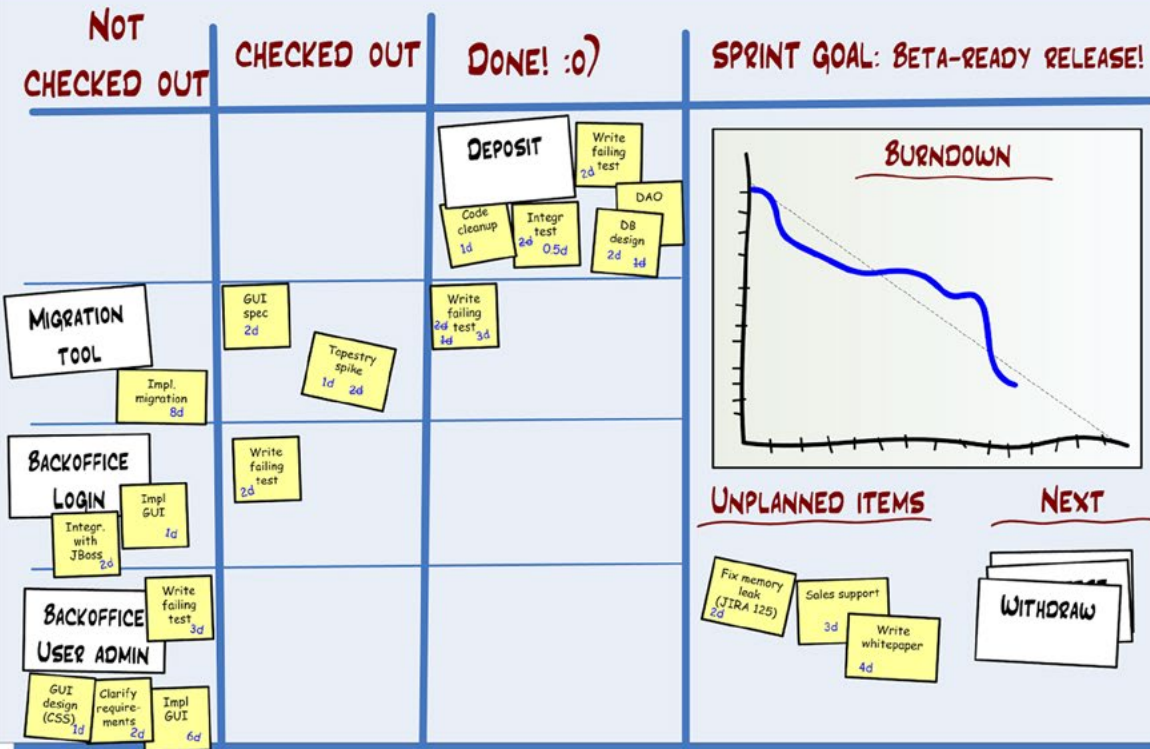 NOT
CHECKED OUT
CHECKED OUT
DONE! :O)
SPRINT GOAL: BETA-READY RELEASE!
DEPOSIT
Write
failing
test
2d
DAO
Code
cleanup
1d
Integr
test
2d 0.5d
DB
design
2d 1d
MIGRATION
TOOL
Impl.
migration
8d
GUI
spec
2d
Tapestry
spike
1d 2d
Write
failing
2d test
1d 3d
BACKOFFICE
LOGIN
Impl
GUI
1d
Integr.
with
JBoss
2d
Write
failing
test
2d
BACKOFFICE
USER ADMIN
Write
failing
test
3d
GUI
design
(CSS)
1d
Clarify
require-
ments
2d
Impl
GUI
6d
BURNDOWN
UNPLANNED ITEMS
NEXT
Fix memory
leak
(JIRA 125)
2d
Sales support
3d
Write
whitepaper
4d
WITHDRAW